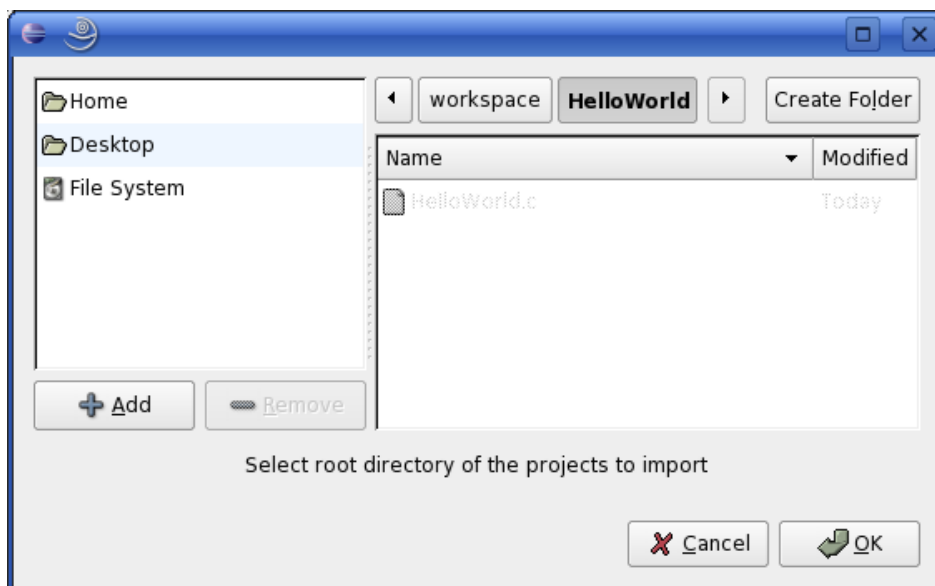 Home
Desktop
File System
Add
Remove
workspace
HelloWorld
Create Folder
Name
Modified
HelloWorld.c
Today
Select root directory of the projects to import
Cancel
OK